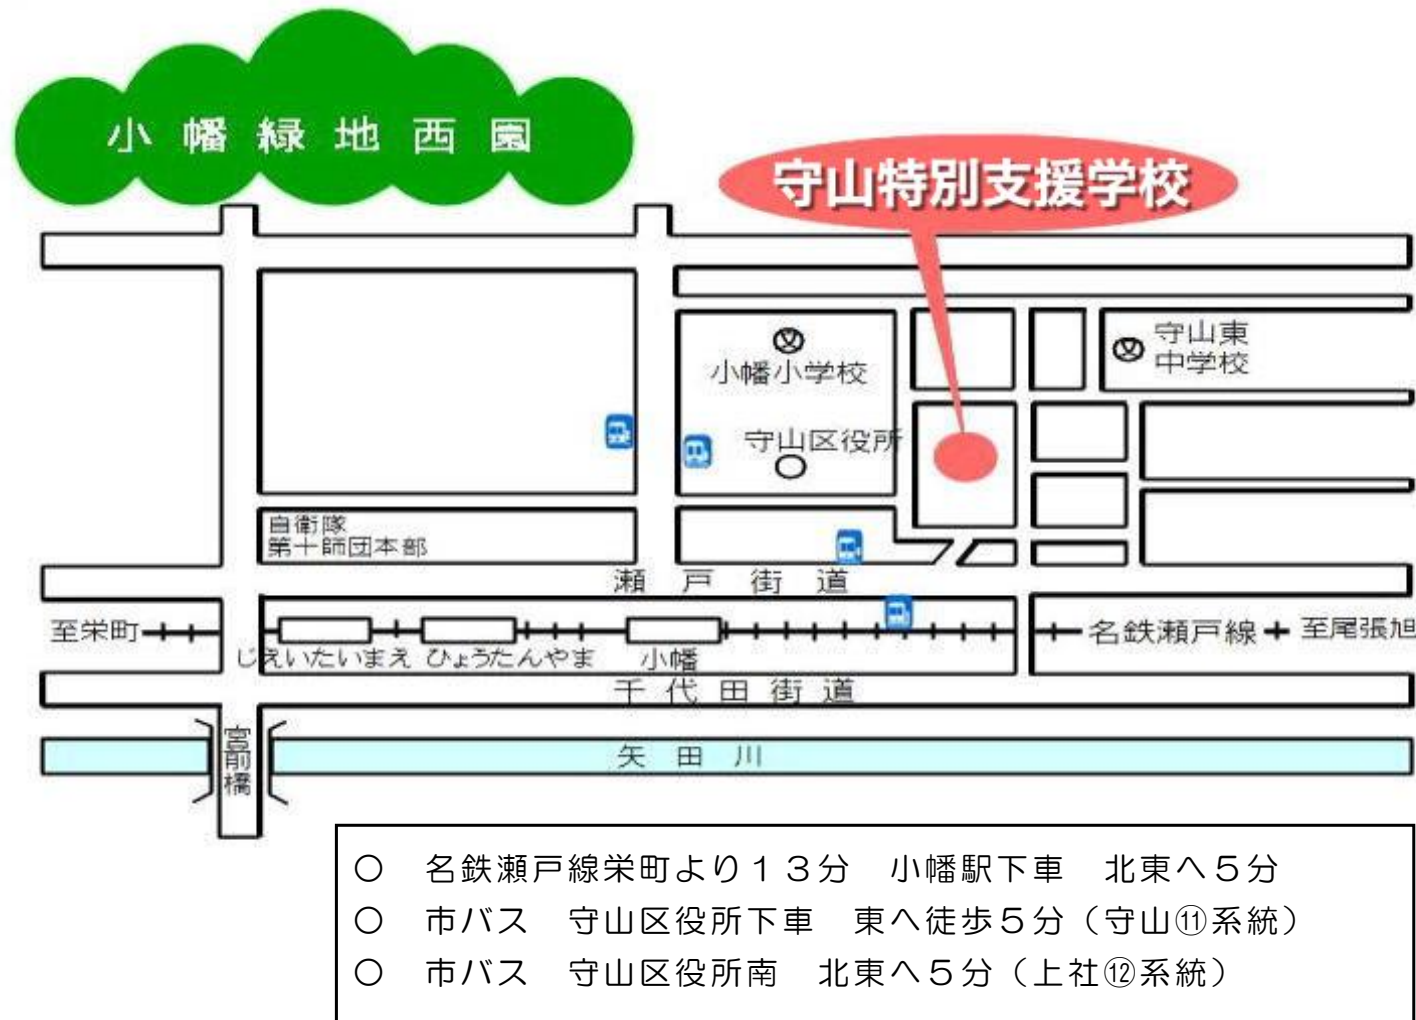 小幡緑地西園
守山特別支援学校
小幡小学校
守山東
中学校
守山区役所
自衛隊
第十師団本部
瀬戸街道
至栄町
名鉄瀬戸線
至尾張旭
じえいたいまえ
ひょうたんやま
小幡
千代田街道
宮前橋
矢田川
○ 名鉄瀬戸線栄町より13分 小幡駅下車 北東へ5分
○ 市バス 守山区役所下車 東へ徒歩5分(守山⑪系統)
○ 市バス 守山区役所南 北東へ5分(上社⑫系統)